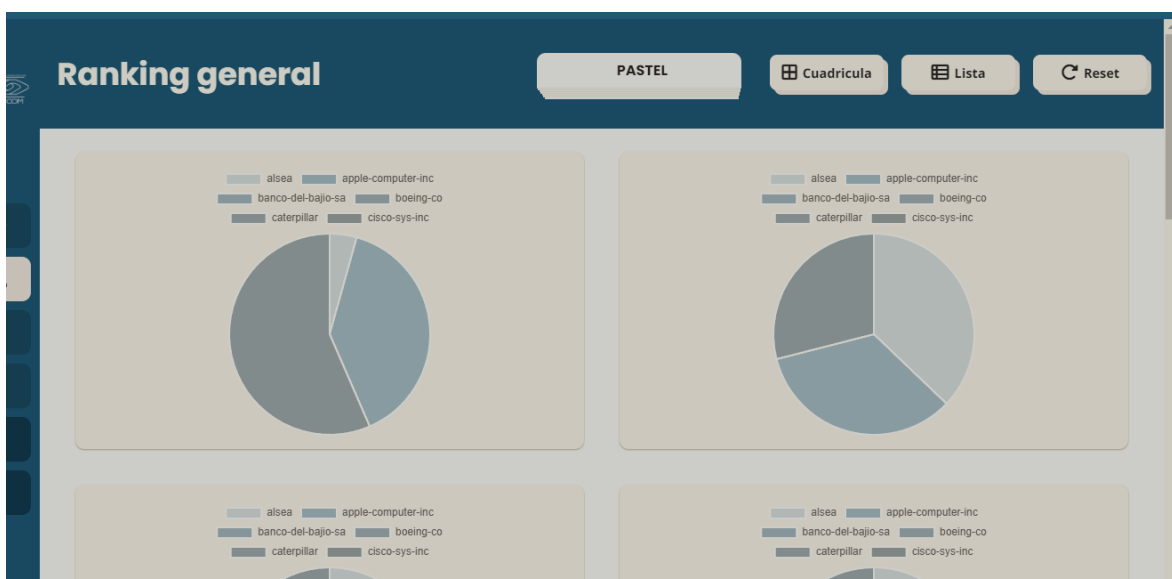 Ranking general
PASTEL
Cuadricula
Lista
Reset
alsea apple-computer-inc
banco-del-bajio-sa boeing-co
caterpillar cisco-sys-inc
alsea apple-computer-inc
banco-del-bajio-sa boeing-co
caterpillar cisco-sys-inc
alsea apple-computer-inc
banco-del-bajio-sa boeing-co
caterpillar cisco-sys-inc
alsea apple-computer-inc
banco-del-bajio-sa boeing-co
caterpillar cisco-sys-inc